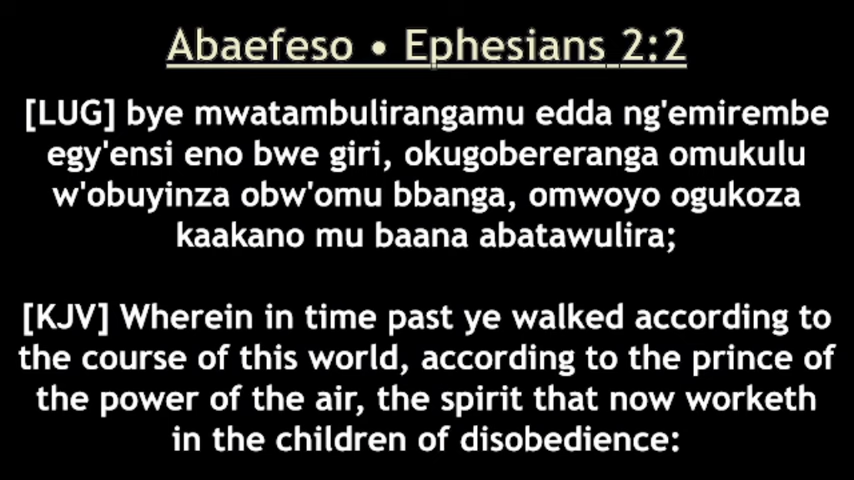 Abaefeso • Ephesians 2:2
[LUG] bye mwatambulirangamu edda ng'emirembe
egy'ensi eno bwe giri, okugobereranga omukulu
w'obuyinza obw'omu bbanga, omwoyo ogukoza
kaakano mu baana abatawulira;
[KJV] Wherein in time past ye walked according to
the course of this world, according to the prince of
the power of the air, the spirit that now worketh
in the children of disobedience: